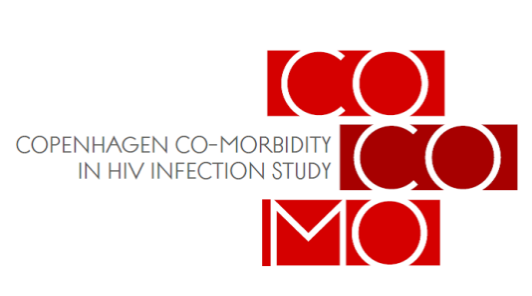 CO
COPENHAGEN CO-MORBIDITY
IN HIV INFECTION STUDY
CO
MO